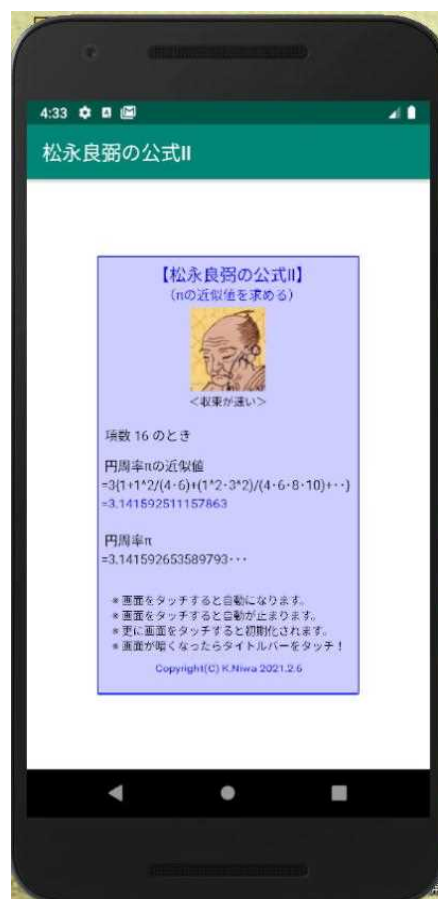 4:33
松永良弼の公式II
【松永良弼の公式II】
(πの近似値を求める)
<収束が速い>
項数 16 のとき
円周率πの近似値
=3{1+1^2/(4·6)+(1^2·3^2)/(4·6·8·10)+··}
=3.141592511157863
円周率π
=3.141592653589793···
※画面をタッチすると自動になります。
※画面をタッチすると自動が止まります。
※更に画面をタッチすると初期化されます。
※画面が暗くなったらタイトルバーをタッチ！
Copyright(C) K.Niwa 2021.2.6